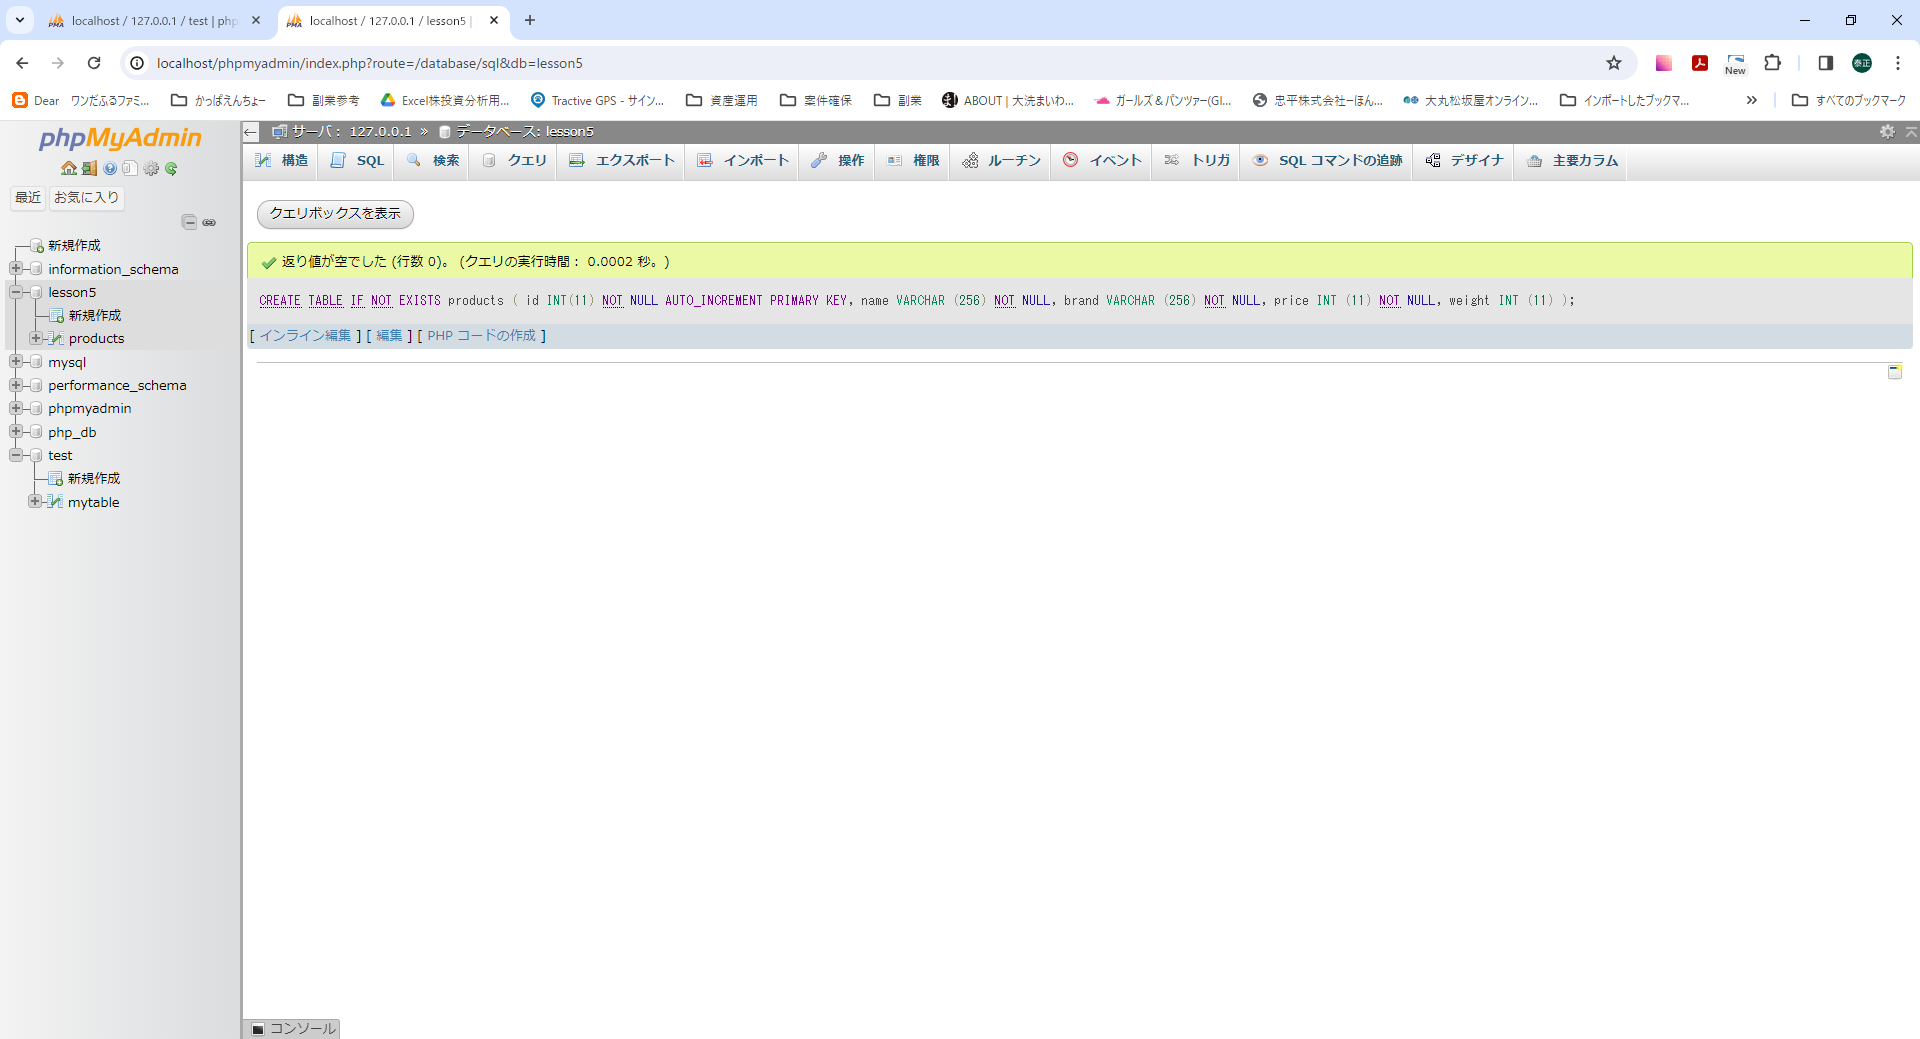 localhost / 127.0.0.1 / test | php
localhost / 127.0.0.1 / lesson5 |
localhost/phpmyadmin/index.php?route=/database/sql&db=lesson5
New
泰正
Dear ワンだふるファミ...
かっぱえんちょー
副業参考
Excel株投資分析用...
Tractive GPS - サイン...
資産運用
案件確保
副業
ABOUT | 大洗まいわ...
ガールズ&パンツァー(GI...
忠平株式会社ーほん...
大丸松坂屋オンライン...
インポートしたブックマ...
すべてのブックマーク
phpMyAdmin
最近 お気に入り
新規作成
information_schema
lesson5
新規作成
products
mysql
performance_schema
phpmyadmin
php_db
test
新規作成
mytable
サーバ: 127.0.0.1 » データベース: lesson5
構造 SQL 検索 クエリ エクスポート インポート 操作 権限 ルーチン イベント トリガ SQL コマンドの追跡 デザイナ 主要カラム
クエリボックスを表示
返り値が空でした (行数 0)。 (クエリの実行時間: 0.0002 秒。)
CREATE TABLE IF NOT EXISTS products ( id INT(11) NOT NULL AUTO_INCREMENT PRIMARY KEY, name VARCHAR (256) NOT NULL, brand VARCHAR (256) NOT NULL, price INT (11) NOT NULL, weight INT (11) );
[ インライン編集 ] [ 編集 ] [ PHP コードの作成 ]
コンソール